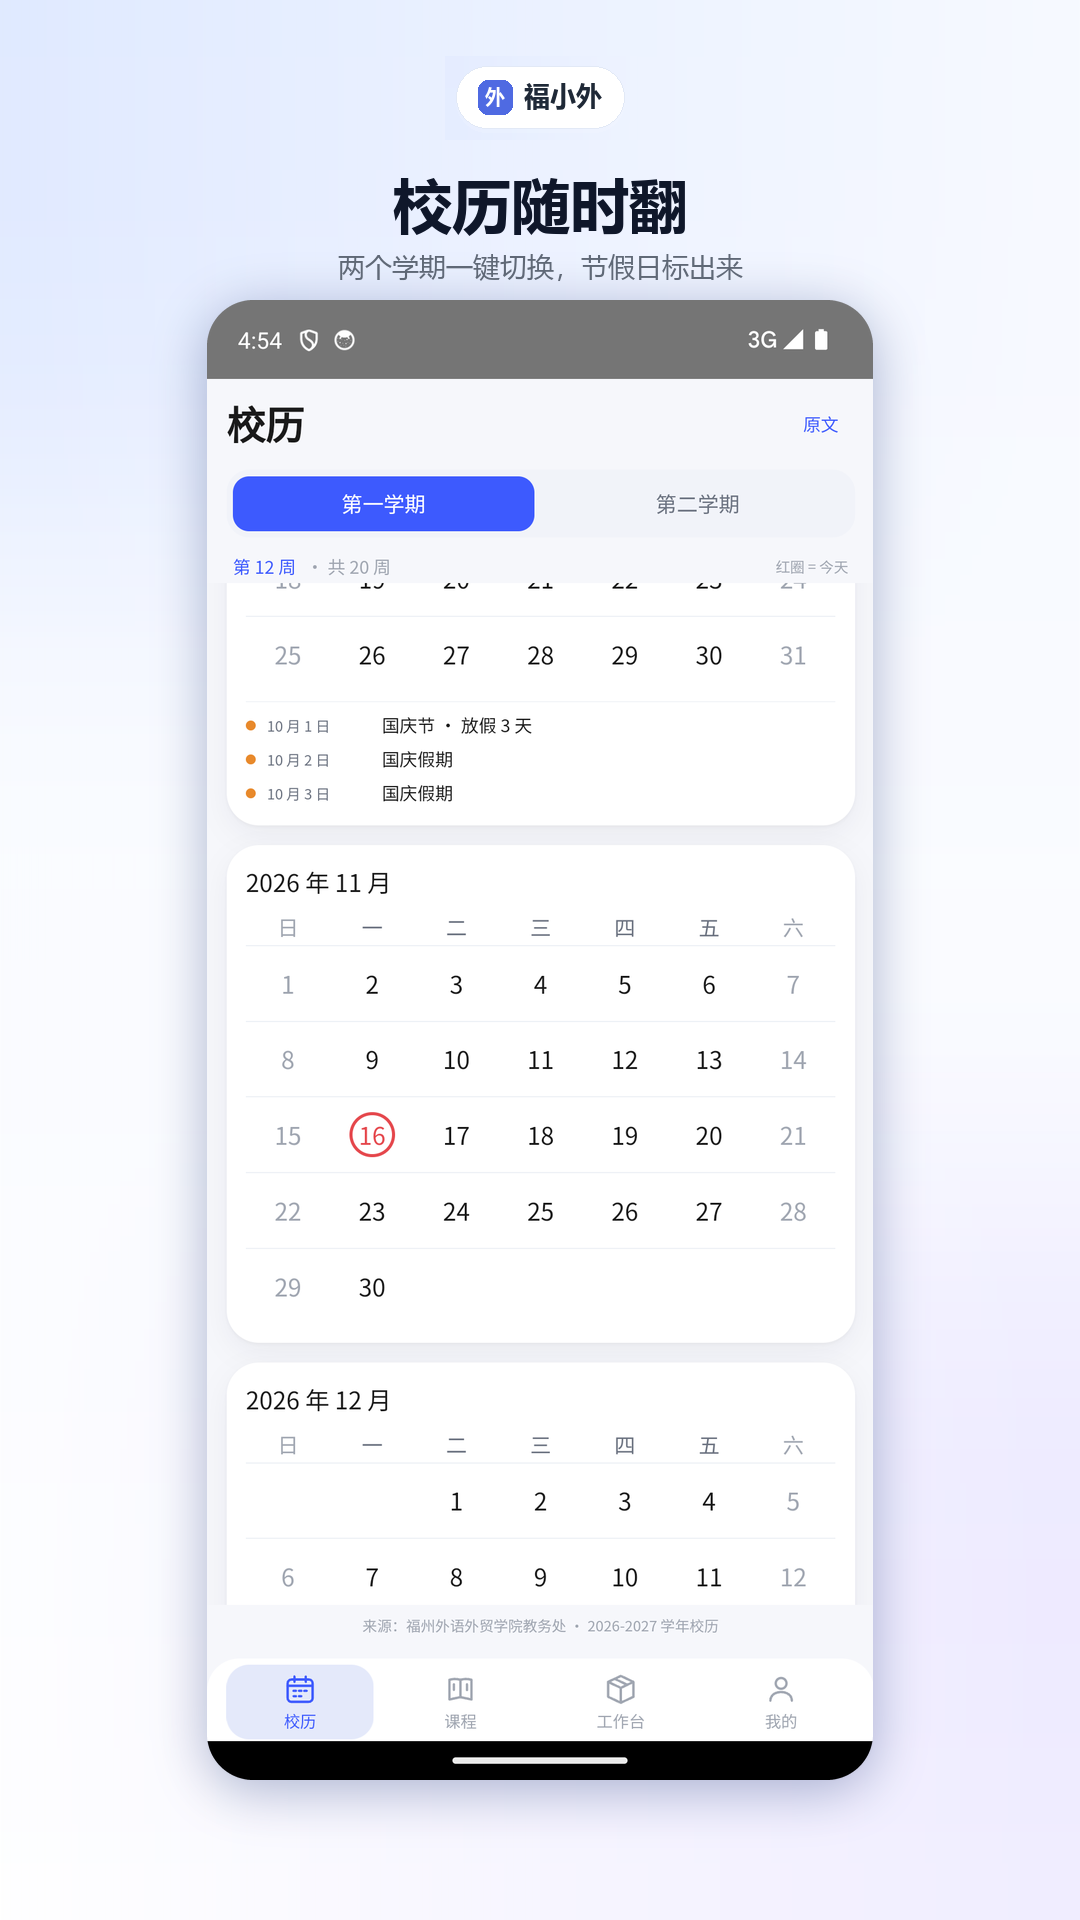 外 福小外
校历随时翻
两个学期一键切换，节假日标出来
4:54 3G
校历 原文
第一学期 第二学期
第 12 周 · 共 20 周 红圈 = 今天
18 19 20 21 22 23 24
25 26 27 28 29 30 31
10 月 1 日 国庆节 · 放假 3 天
10 月 2 日 国庆假期
10 月 3 日 国庆假期
2026 年 11 月
日 一 二 三 四 五 六
1 2 3 4 5 6 7
8 9 10 11 12 13 14
15 16 17 18 19 20 21
22 23 24 25 26 27 28
29 30
2026 年 12 月
日 一 二 三 四 五 六
1 2 3 4 5
6 7 8 9 10 11 12
来源：福州外语外贸学院教务处 · 2026-2027 学年校历
校历 课程 工作台 我的